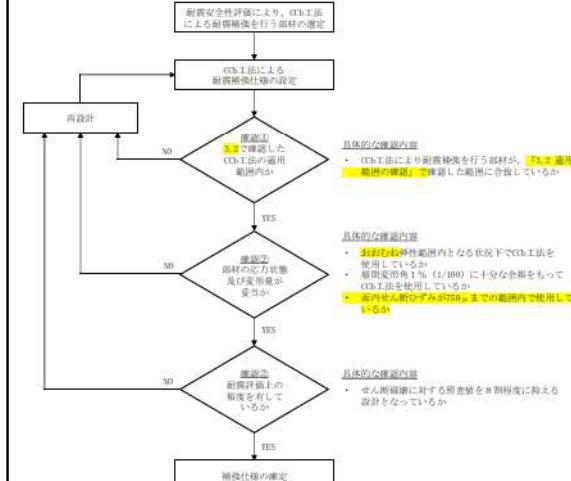 耐震安全性評価により，CCb工法
による耐震補強を行う部材の選定
CCb工法による
耐震補強仕様の設定
再設計
NO
確認①
3.2で確認した
CCb工法の適用
範囲内か
具体的な確認内容
・ CCb工法により耐震補強を行う部材が，「3.2 適用
範囲の確認」で確認した範囲に合致しているか
YES
NO
確認②
部材の応力状態
及び変形量が
妥当か
具体的な確認内容
・ おおむね弾性範囲内となる状況下でCCb工法を
使用しているか
・ 層間変形角1％（1/100）に十分な余裕をもって
CCb工法を使用しているか
・ 面内せん断ひずみが750μまでの範囲内で使用して
いるか
YES
NO
確認③
耐震評価上の
裕度を有して
いるか
具体的な確認内容
・ せん断破壊に対する照査値を8割程度に抑える
設計となっているか
YES
補強仕様の確定